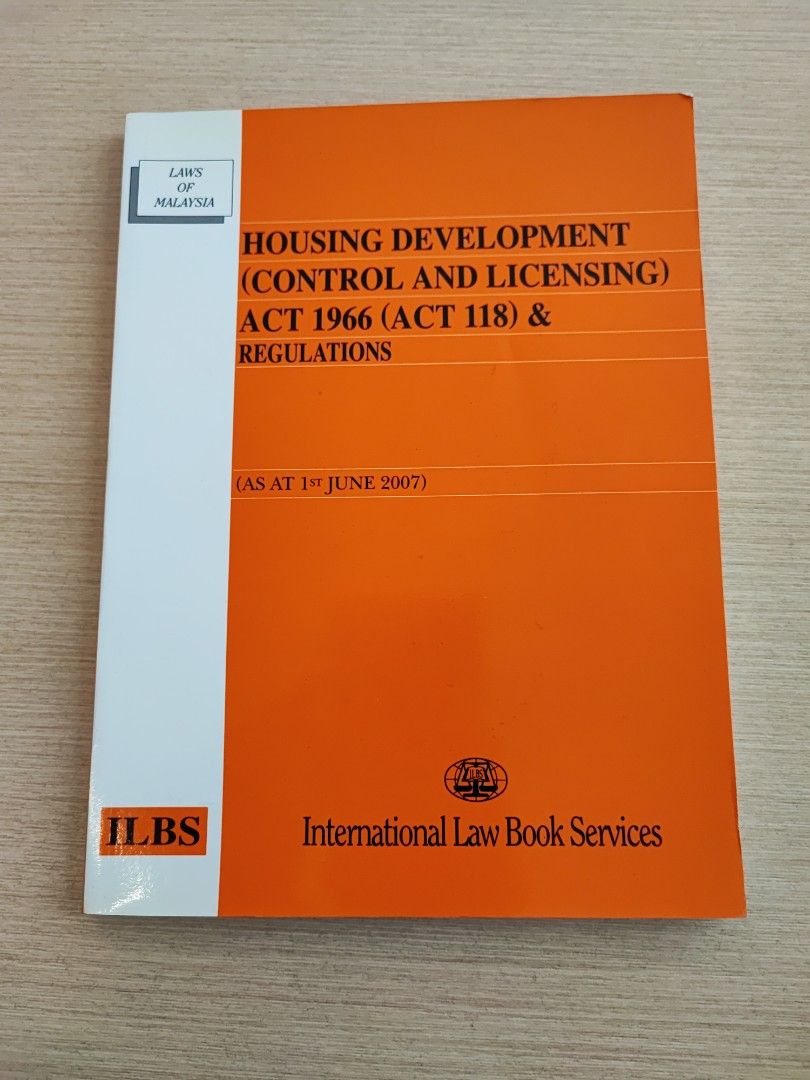 LAWS
OF
MALAYSIA
HOUSING DEVELOPMENT
(CONTROL AND LICENSING)
ACT 1966 (ACT 118) &
REGULATIONS
(AS AT 1ST JUNE 2007)
ILBS
International Law Book Services
ILBS